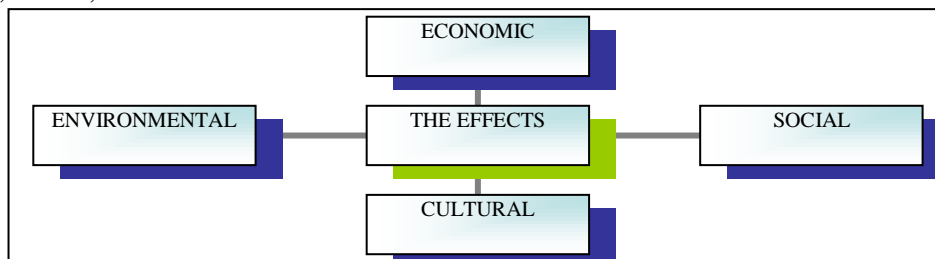 ECONOMIC
ENVIRONMENTAL
THE EFFECTS
SOCIAL
CULTURAL